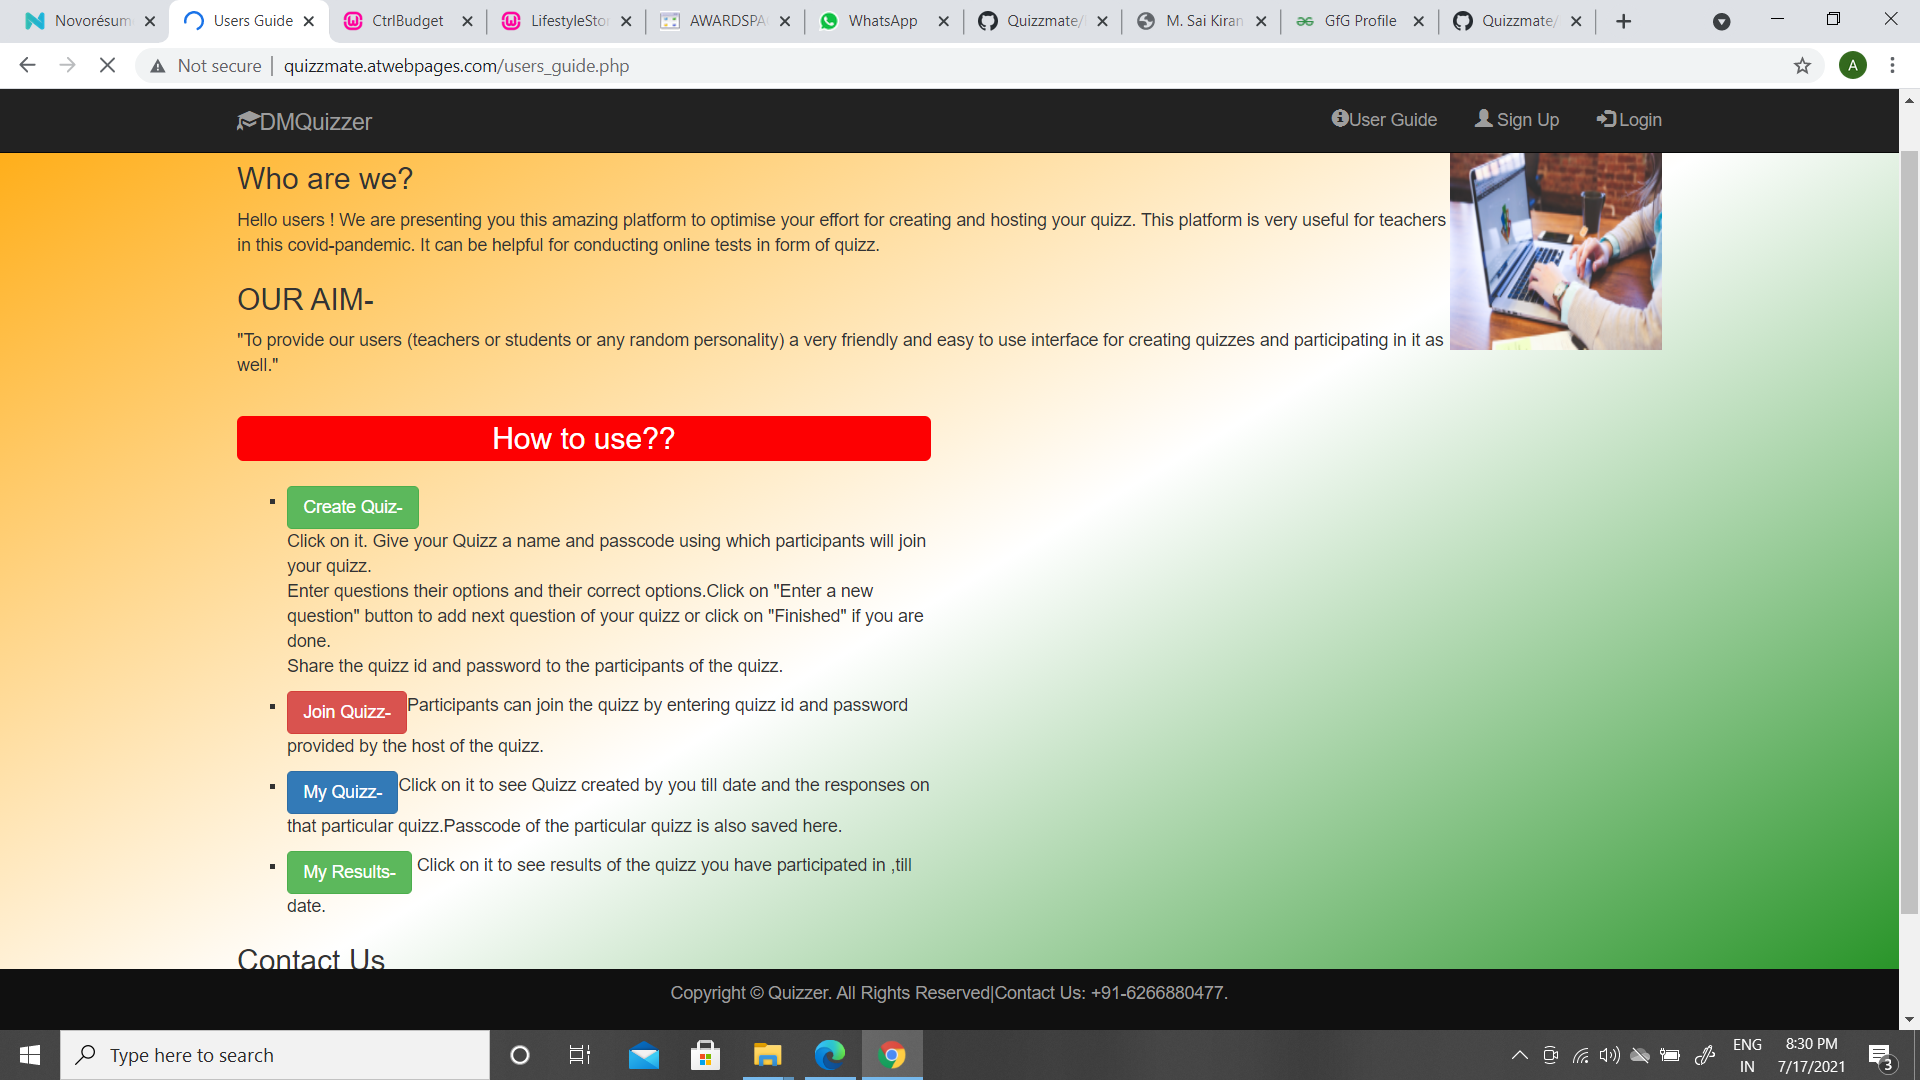 Novorésum
Users Guide
CtrlBudget
LifestyleStor
AWARDSPA
WhatsApp
Quizzmate/
M. Sai Kiran
GfG Profile
Quizzmate/
Not secure
quizzmate.atwebpages.com/users_guide.php
A
DMQuizzer
User Guide
Sign Up
Login
Who are we?
Hello users ! We are presenting you this amazing platform to optimise your effort for creating and hosting your quizz. This platform is very useful for teachers
in this covid-pandemic. It can be helpful for conducting online tests in form of quizz.
OUR AIM-
"To provide our users (teachers or students or any random personality) a very friendly and easy to use interface for creating quizzes and participating in it as
well."
How to use??
Create Quiz-
Click on it. Give your Quizz a name and passcode using which participants will join
your quizz.
Enter questions their options and their correct options.Click on "Enter a new
question" button to add next question of your quizz or click on "Finished" if you are
done.
Share the quizz id and password to the participants of the quizz.
Join Quizz-Participants can join the quizz by entering quizz id and password
provided by the host of the quizz.
My Quizz-Click on it to see Quizz created by you till date and the responses on
that particular quizz.Passcode of the particular quizz is also saved here.
My Results- Click on it to see results of the quizz you have participated in ,till
date.
Contact Us
Copyright © Quizzer. All Rights Reserved|Contact Us: +91-6266880477.
Type here to search
ENG
IN
8:30 PM
7/17/2021
3